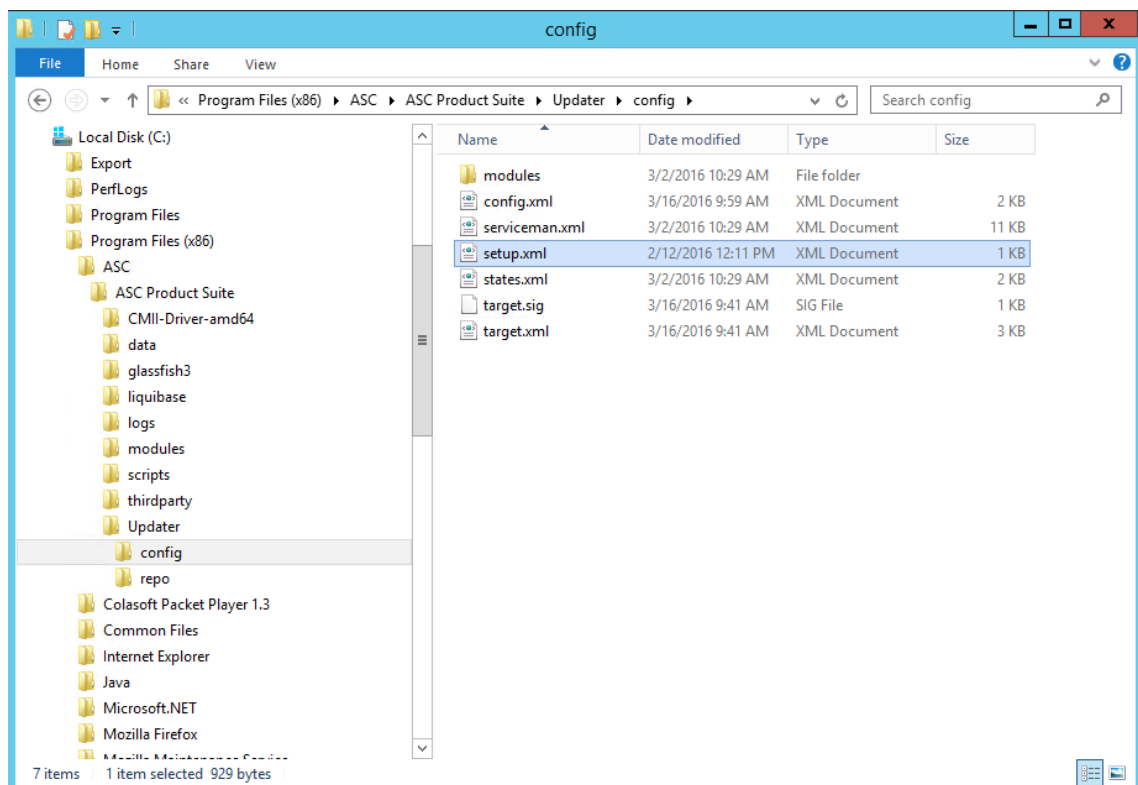 config
File Home Share View
« Program Files (x86) ASC ASC Product Suite Updater config Search config
Local Disk (C:)
Export
PerfLogs
Program Files
Program Files (x86)
ASC
ASC Product Suite
CMII-Driver-amd64
data
glassfish3
liquibase
logs
modules
scripts
thirdparty
Updater
config
repo
Colasoft Packet Player 1.3
Common Files
Internet Explorer
Java
Microsoft.NET
Mozilla Firefox
Mozilla Maintenance Service
Name Date modified Type Size
modules 3/2/2016 10:29 AM File folder
config.xml 3/16/2016 9:59 AM XML Document 2 KB
serviceman.xml 3/2/2016 10:29 AM XML Document 11 KB
setup.xml 2/12/2016 12:11 PM XML Document 1 KB
states.xml 3/2/2016 10:29 AM XML Document 2 KB
target.sig 3/16/2016 9:41 AM SIG File 1 KB
target.xml 3/16/2016 9:41 AM XML Document 3 KB
7 items 1 item selected 929 bytes